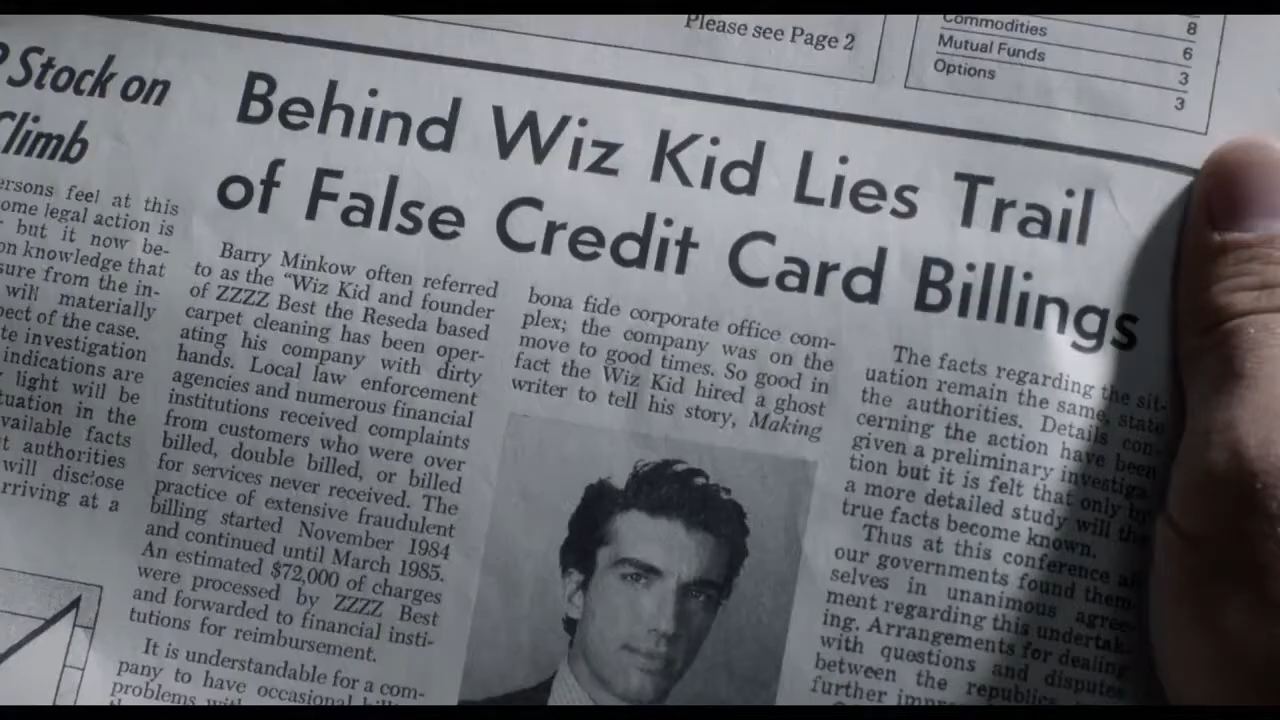 Please see Page 2
Commodities 8
Mutual Funds 6
Options 3
3
Stock on
Climb
Behind Wiz Kid Lies Trail
of False Credit Card Billings
ersons feel at this
ome legal action is
but it now be-
on knowledge that
sure from the in-
will materially
pect of the case.
te investigation
indications are
light will be
tuation in the
vailable facts
t authorities
will disclose
rriving at a
Barry Minkow often referred
to as the “Wiz Kid and founder
of ZZZZ Best the Reseda based
carpet cleaning has been oper-
ating his company with dirty
hands. Local law enforcement
agencies and numerous financial
institutions received complaints
from customers who were over
billed, double billed, or billed
for services never received. The
practice of extensive fraudulent
billing started November 1984
and continued until March 1985.
An estimated $72,000 of charges
were processed by ZZZZ Best
and forwarded to financial insti-
tutions for reimbursement.
It is understandable for a com-
pany to have occasional
problems
bona fide corporate office com-
plex; the company was on the
move to good times. So good in
fact the Wiz Kid hired a ghost
writer to tell his story, Making
The facts regarding the sit-
uation remain the same, state
the authorities. Details con-
cerning the action have been
given a preliminary investiga-
tion but it is felt that only by
a more detailed study will the
true facts become known.
Thus at this conference
our governments found them-
selves in unanimous agree-
ment regarding this undertak-
ing. Arrangements for dealing
with questions and disputes
between the republics
further